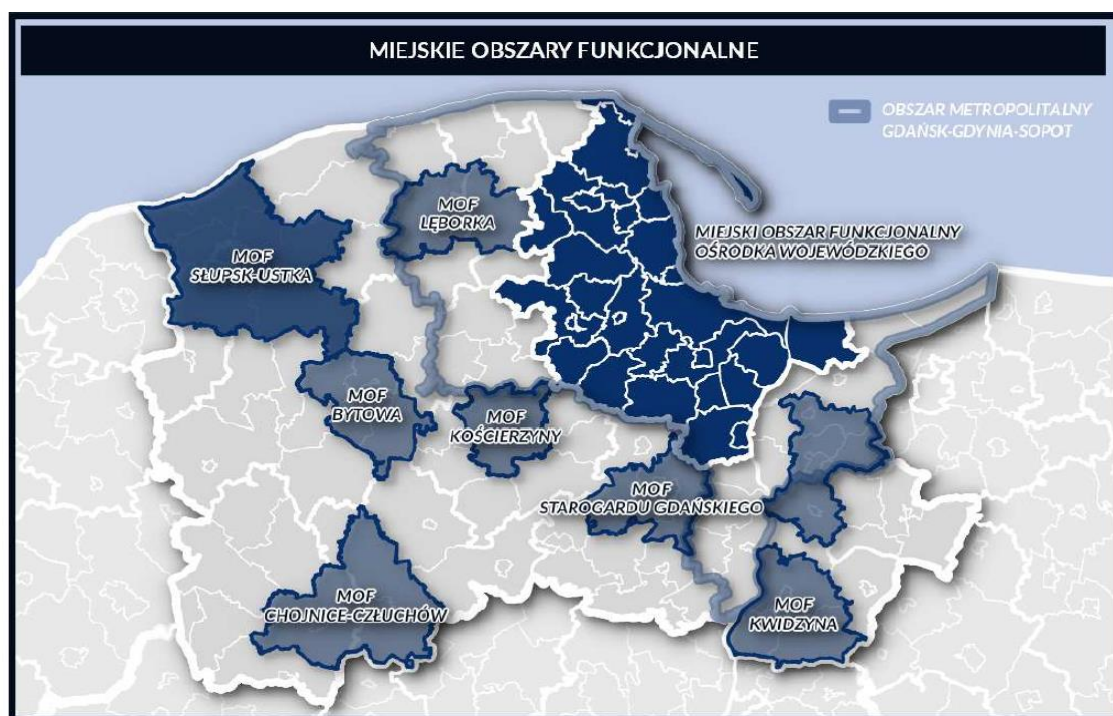 MIEJSKIE OBSZARY FUNKCJONALNE
OBSZAR METROPOLITALNY
GDAŃSK-GDYNIA-SOPOT
MOF
LĘBORKA
MIEJSKI OBSZAR FUNKCJONALNY
OŚRODKA WOJEWÓDZKIEGO
MOF
SŁUPSK-USTKA
MOF
BYTOWA
MOF
KOŚCIERZYNY
MOF
STAROGARDU GDAŃSKIEGO
MOF
CHOJNICE-CZŁUCHÓW
MOF
KWIDZYNA